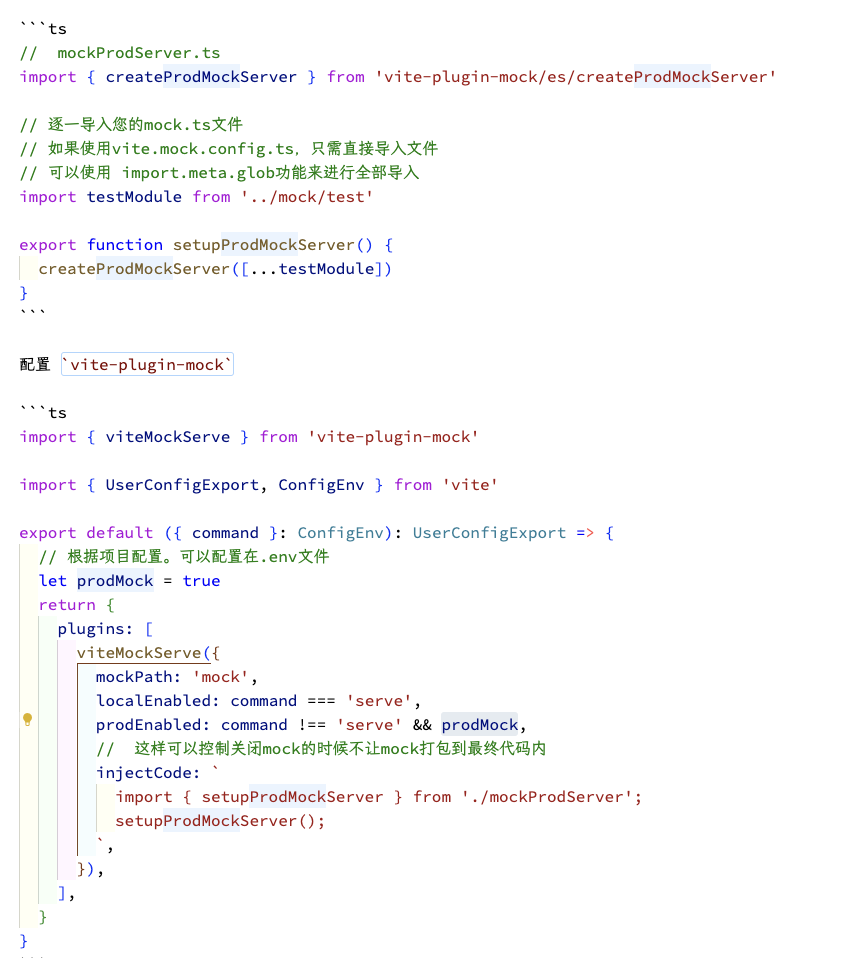 ```ts
//  mockProdServer.ts
import { createProdMockServer } from 'vite-plugin-mock/es/createProdMockServer'
// 逐一导入您的mock.ts文件
// 如果使用vite.mock.config.ts，只需直接导入文件
// 可以使用 import.meta.glob功能来进行全部导入
import testModule from '../mock/test'
export function setupProdMockServer() {
  createProdMockServer([...testModule])
}
```
配置 `vite-plugin-mock`
```ts
import { viteMockServe } from 'vite-plugin-mock'
import { UserConfigExport, ConfigEnv } from 'vite'
export default ({ command }: ConfigEnv): UserConfigExport => {
  // 根据项目配置。可以配置在.env文件
  let prodMock = true
  return {
    plugins: [
      viteMockServe({
        mockPath: 'mock',
        localEnabled: command === 'serve',
        prodEnabled: command !== 'serve' && prodMock,
        //  这样可以控制关闭mock的时候不让mock打包到最终代码内
        injectCode: `
          import { setupProdMockServer } from './mockProdServer';
          setupProdMockServer();
        `,
      }),
    ],
  }
}
```